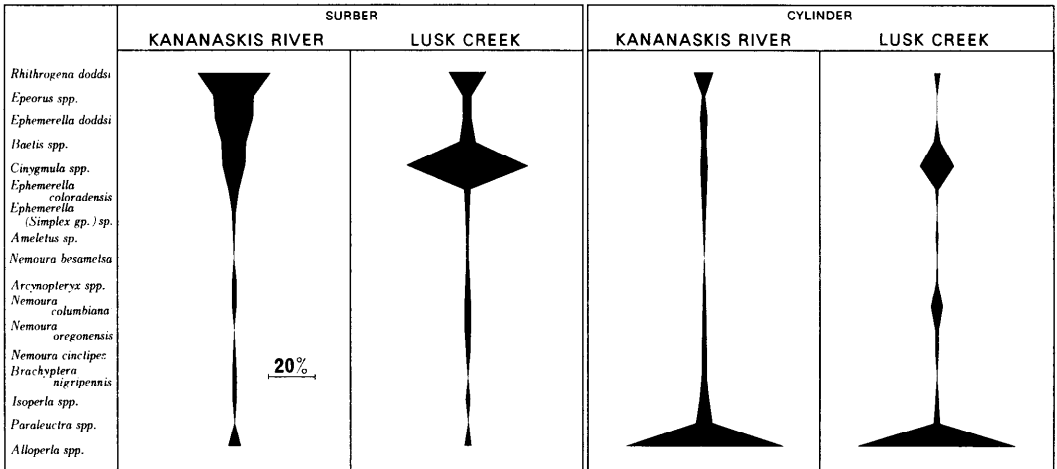 SURBER
CYLINDER
KANANASKIS RIVER
LUSK CREEK
KANANASKIS RIVER
LUSK CREEK
Rhithrogena doddsi
Epeorus spp.
Ephemerella doddsi
Baetis spp.
Cinygmula spp.
Ephemerella
coloradensis
Ephemerella
(Simplex gp.) sp.
Ameletus sp.
Nemoura besametsa
Arcynopteryx spp.
Nemoura
columbiana
Nemoura
oregonensis
Nemoura cinctipes
Brachyptera
nigripennis
Isoperla spp.
Paraleuctra spp.
Alloperla spp.
20%